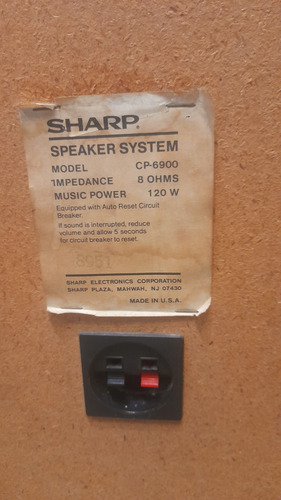 SHARP
SPEAKER SYSTEM
MODEL CP-6900
IMPEDANCE 8 OHMS
MUSIC POWER 120 W
Equipped with Auto Reset Circuit
Breaker.
If sound is interrupted, reduce
volume and allow 5 seconds
for circuit breaker to reset.
SHARP ELECTRONICS CORPORATION
SHARP PLAZA, MAHWAH, NJ 07430
MADE IN U.S.A.